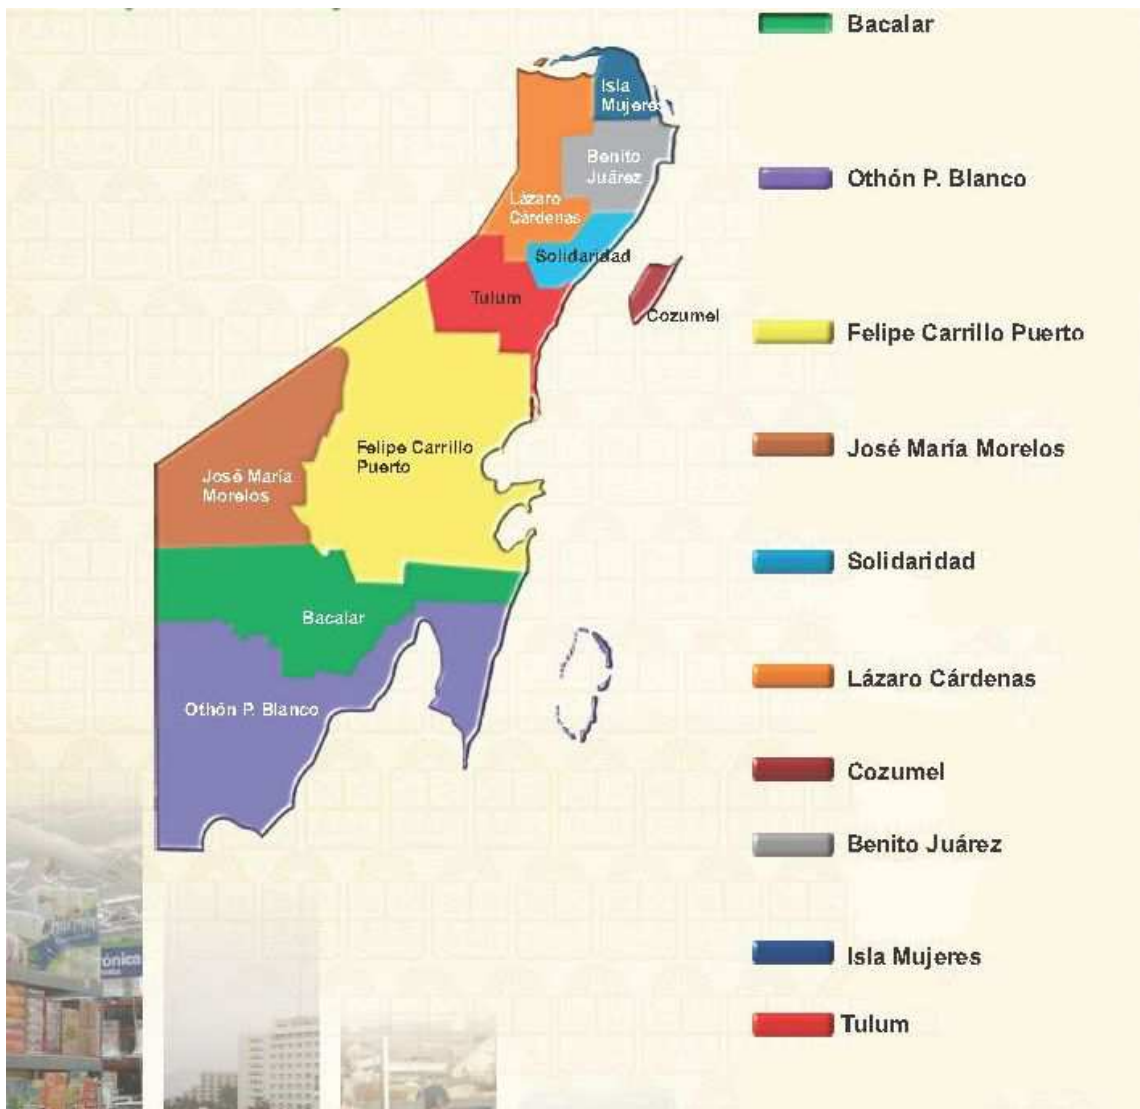 Bacalar
Isla
Mujeres
Othón P. Blanco
Benito
Juárez
Lázaro
Cárdenas
Solidaridad
Tulum
Cozumel
Felipe Carrillo Puerto
Felipe Carrillo
Puerto
José María Morelos
José María
Morelos
Solidaridad
Bacalar
Lázaro Cárdenas
Othón P. Blanco
Cozumel
Benito Juárez
Isla Mujeres
Tulum
ónica